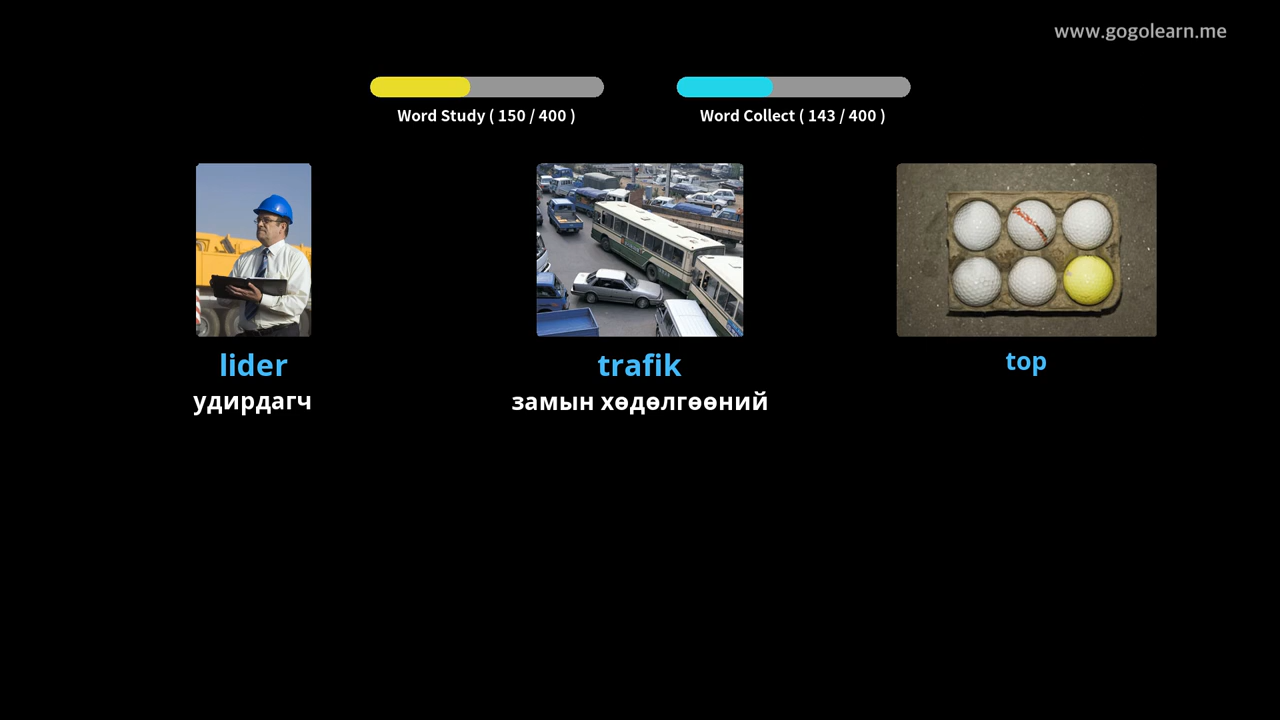 www.gogolearn.me
Word Study ( 150 / 400 )
Word Collect ( 143 / 400 )
lider
удирдагч
trafik
замын хөдөлгөөний
top